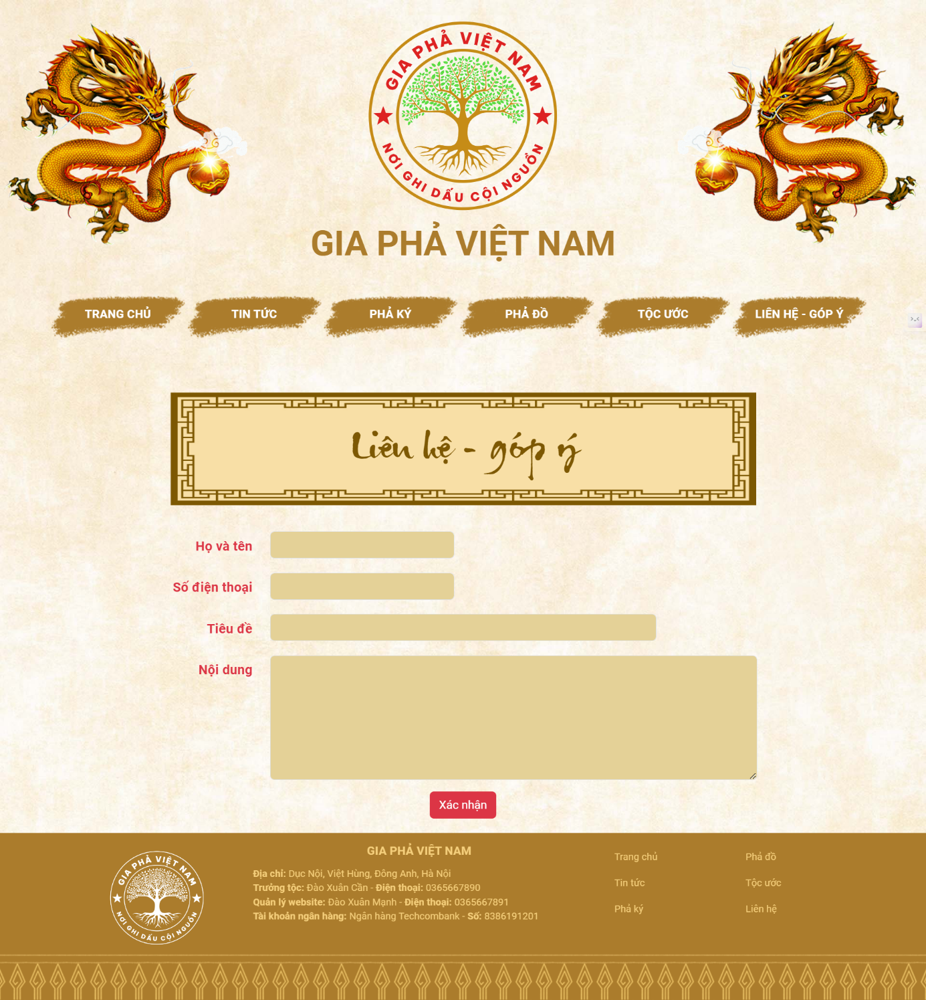 GIA PHẢ VIỆT NAM
NƠI GHI DẤU CỘI NGUỒN
GIA PHẢ VIỆT NAM
TRANG CHỦ
TIN TỨC
PHẢ KÝ
PHẢ ĐỒ
TỘC ƯỚC
LIÊN HỆ - GÓP Ý
Liên hệ - góp ý
Họ và tên
Số điện thoại
Tiêu đề
Nội dung
Xác nhận
GIA PHẢ VIỆT NAM
NƠI GHI DẤU CỘI NGUỒN
GIA PHẢ VIỆT NAM
Địa chỉ: Dục Nội, Việt Hùng, Đông Anh, Hà Nội
Trưởng tộc: Đào Xuân Cần - Điện thoại: 0365667890
Quản lý website: Đào Xuân Mạnh - Điện thoại: 0365667891
Tài khoản ngân hàng: Ngân hàng Techcombank - Số: 8386191201
Trang chủ
Tin tức
Phả ký
Phả đồ
Tộc ước
Liên hệ